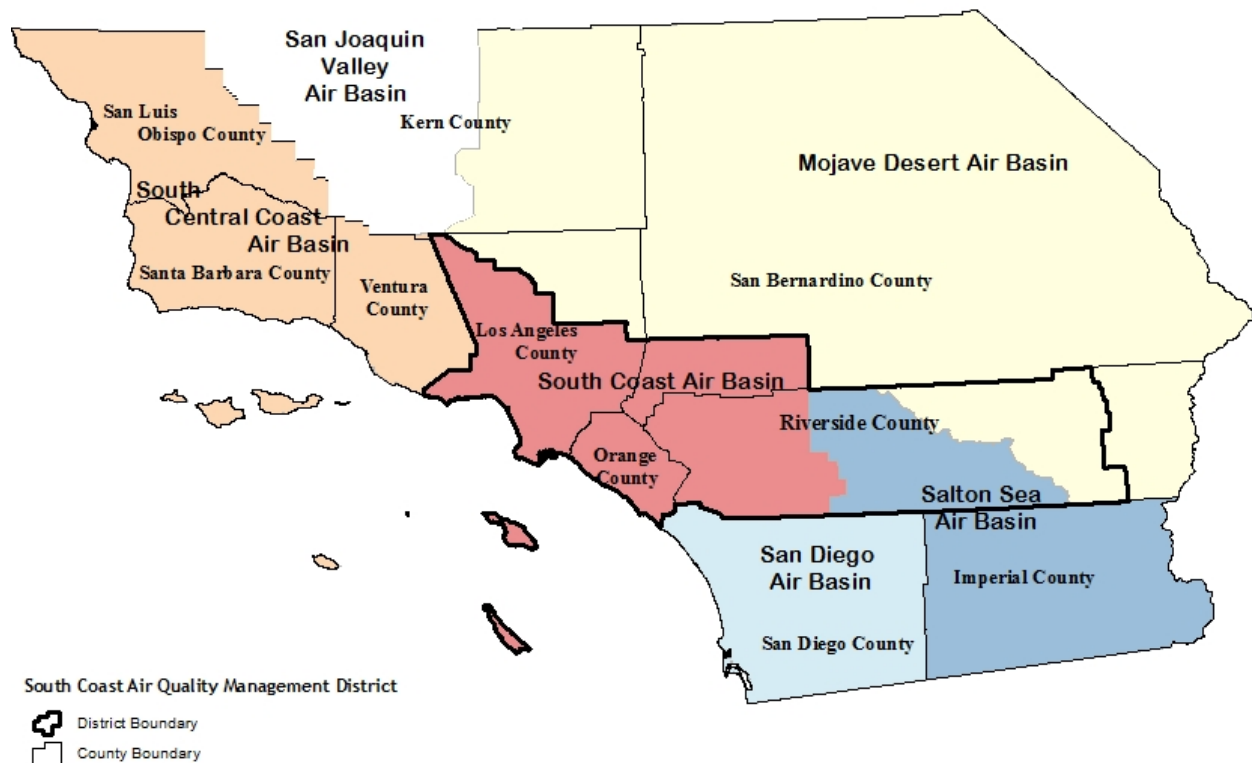 San Joaquin
Valley
Air Basin
Kern County
San Luis
Obispo County
Mojave Desert Air Basin
South
Central Coast
Air Basin
Santa Barbara County
Ventura
County
San Bernardino County
Los Angeles
County
South Coast Air Basin
Riverside County
Orange
County
Salton Sea
Air Basin
San Diego
Air Basin
Imperial County
San Diego County
South Coast Air Quality Management District
District Boundary
County Boundary